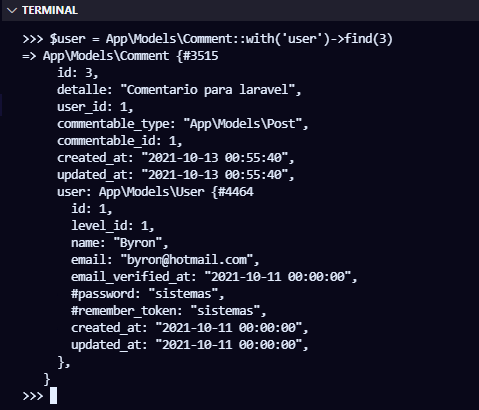 TERMINAL
>>> $user = App\Models\Comment::with('user')->find(3)
=> App\Models\Comment {#3515
id: 3,
detalle: "Comentario para laravel",
user_id: 1,
commentable_type: "App\Models\Post",
commentable_id: 1,
created_at: "2021-10-13 00:55:40",
updated_at: "2021-10-13 00:55:40",
user: App\Models\User {#4464
id: 1,
level_id: 1,
name: "Byron",
email: "byron@hotmail.com",
email_verified_at: "2021-10-11 00:00:00",
#password: "sistemas",
#remember_token: "sistemas",
created_at: "2021-10-11 00:00:00",
updated_at: "2021-10-11 00:00:00",
},
}
>>>